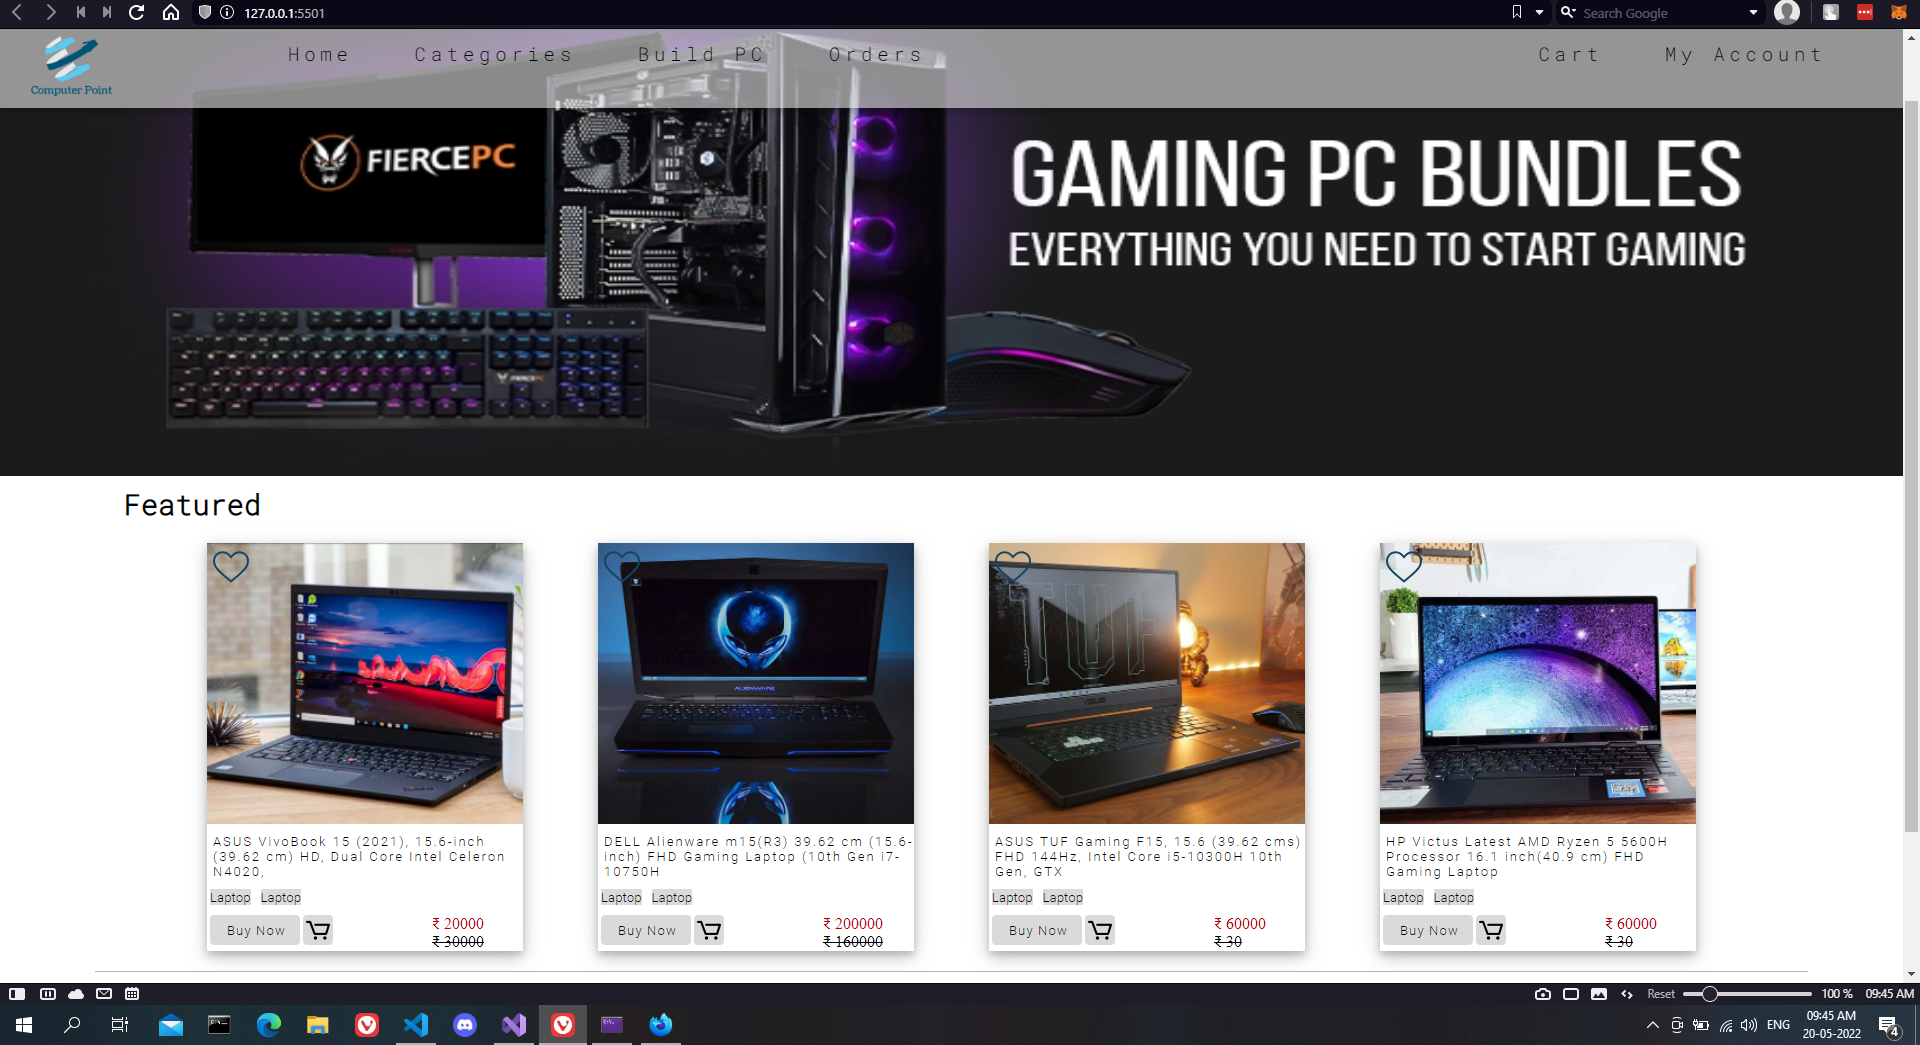 127.0.0.1:5501
Search Google
Computer Point
Home
Categories
Build PC
Orders
Cart
My Account
FIERCEPC
GAMING PC BUNDLES
EVERYTHING YOU NEED TO START GAMING
FIERCEPC
Featured
TUF
ALIENWARE
ASUS VivoBook 15 (2021), 15.6-inch
(39.62 cm) HD, Dual Core Intel Celeron
N4020,
Laptop Laptop
Buy Now
₹ 20000
₹ 30000
DELL Alienware m15(R3) 39.62 cm (15.6-
inch) FHD Gaming Laptop (10th Gen i7-
10750H
Laptop Laptop
Buy Now
₹ 200000
₹ 160000
ASUS TUF Gaming F15, 15.6 (39.62 cms)
FHD 144Hz, Intel Core i5-10300H 10th
Gen, GTX
Laptop Laptop
Buy Now
₹ 60000
₹ 30
HP Victus Latest AMD Ryzen 5 5600H
Processor 16.1 inch(40.9 cm) FHD
Gaming Laptop
Laptop Laptop
Buy Now
₹ 60000
₹ 30
Reset
100 %
09:45 AM
ENG
09:45 AM
20-05-2022
4